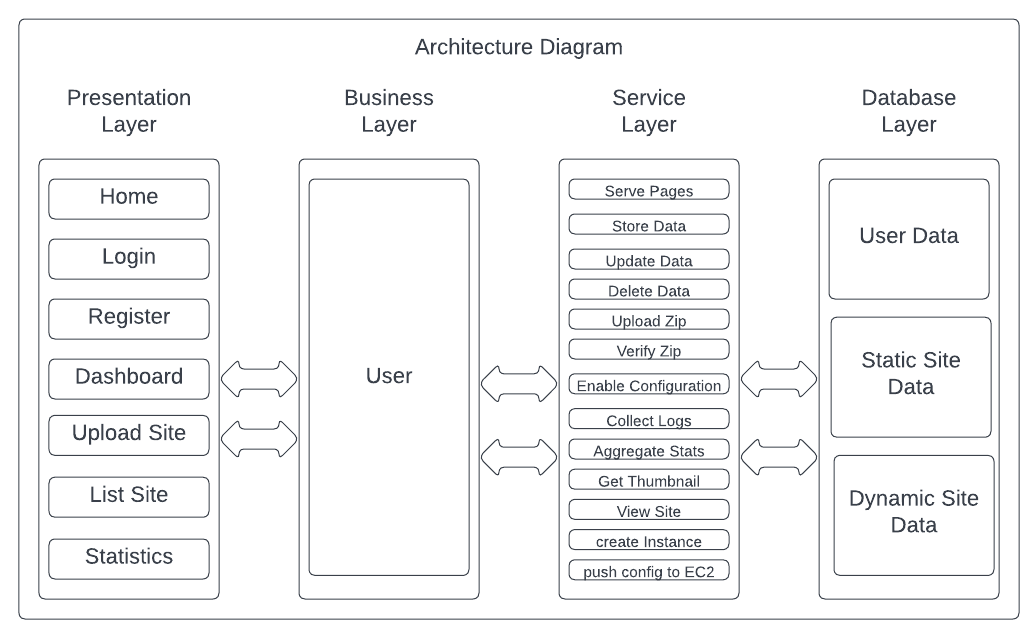 Architecture Diagram
Presentation
Layer
Business
Layer
Service
Layer
Database
Layer
Home
Login
Register
Dashboard
Upload Site
List Site
Statistics
User
Serve Pages
Store Data
Update Data
Delete Data
Upload Zip
Verify Zip
Enable Configuration
Collect Logs
Aggregate Stats
Get Thumbnail
View Site
create Instance
push config to EC2
User Data
Static Site
Data
Dynamic Site
Data